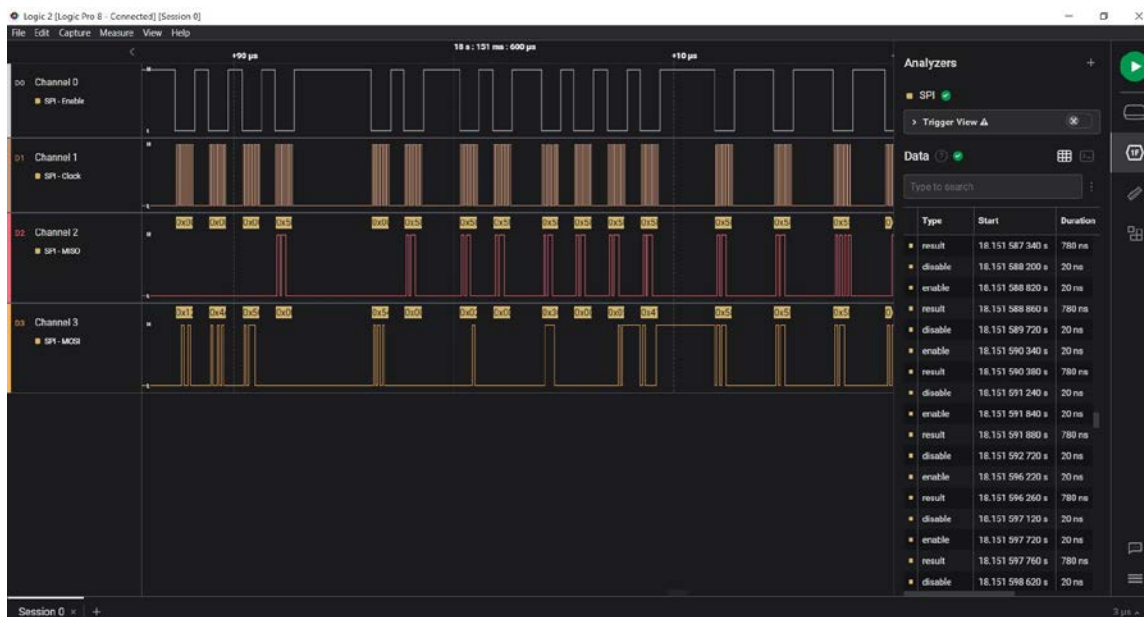 Logic 2 [Logic Pro 8 - Connected] [Session 0]
File Edit Capture Measure View Help
18 s : 151 ms : 600 µs
+90 µs +10 µs
D0 Channel 0
SPI - Enable
D1 Channel 1
SPI - Clock
D2 Channel 2
SPI - MISO
D3 Channel 3
SPI - MOSI
Analyzers
SPI
Trigger View
Data
Type to search
Type Start Duration
result 18.151 587 340 s 780 ns
disable 18.151 588 200 s 20 ns
enable 18.151 588 820 s 20 ns
result 18.151 588 860 s 780 ns
disable 18.151 589 720 s 20 ns
enable 18.151 590 340 s 20 ns
result 18.151 590 380 s 780 ns
disable 18.151 591 240 s 20 ns
enable 18.151 591 840 s 20 ns
result 18.151 591 880 s 780 ns
disable 18.151 592 720 s 20 ns
enable 18.151 596 220 s 20 ns
result 18.151 596 260 s 780 ns
disable 18.151 597 120 s 20 ns
enable 18.151 597 720 s 20 ns
result 18.151 597 760 s 780 ns
disable 18.151 598 620 s 20 ns
Session 0
3 µs